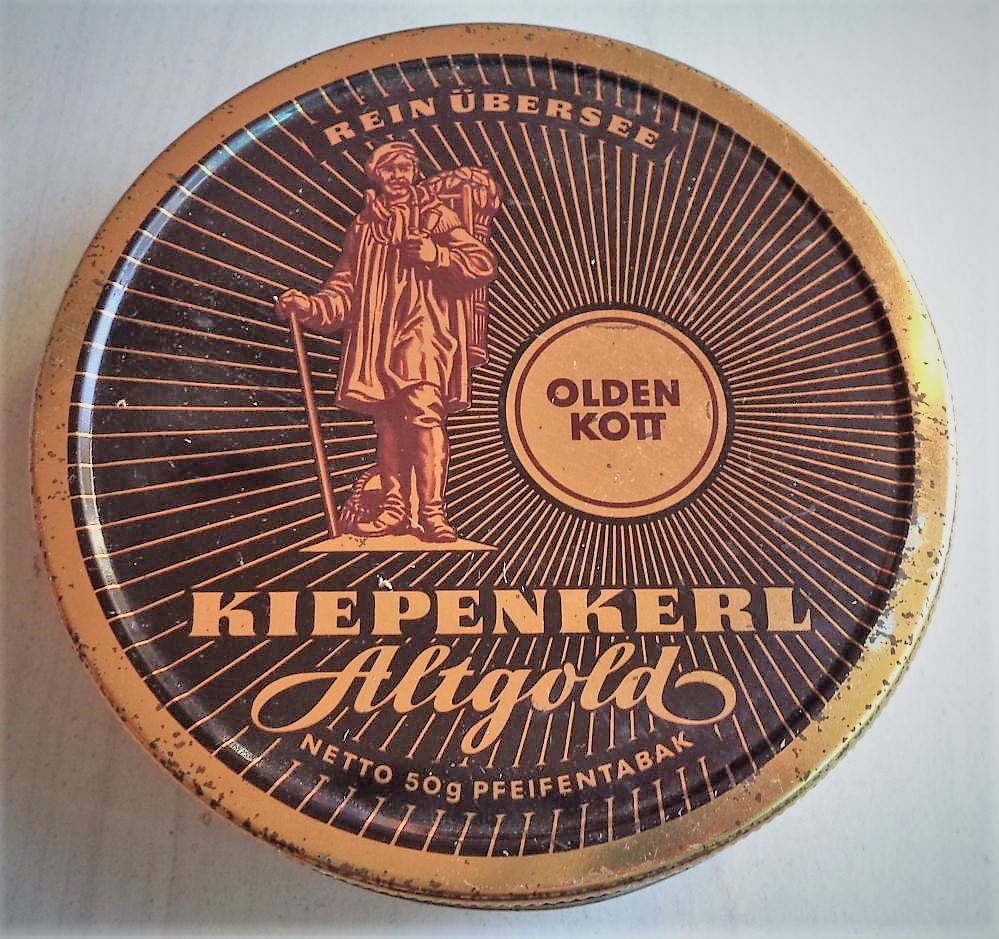 REIN ÜBERSEE
OLDEN
KOTT
KIEPENKERL
Altgold
NETTO 50g PFEIFENTABAK